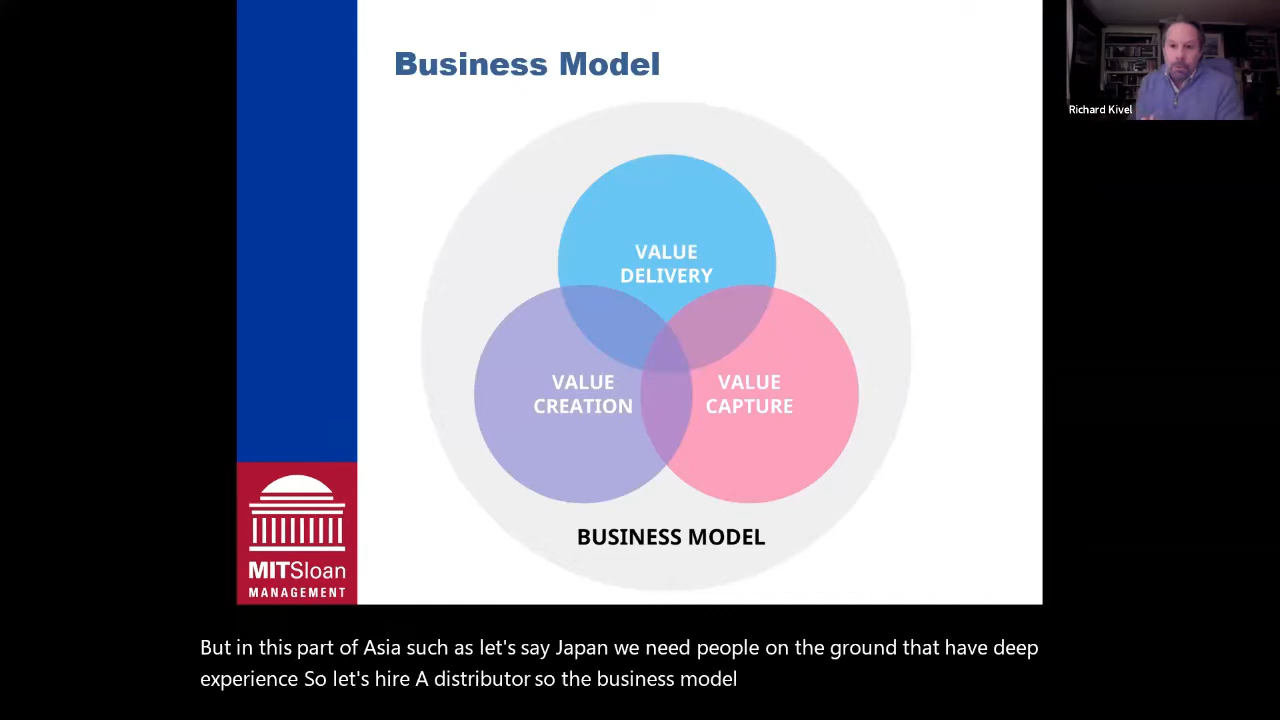 Business Model
Richard Kivel
VALUE
DELIVERY
VALUE
CREATION
VALUE
CAPTURE
BUSINESS MODEL
MITSloan
MANAGEMENT
But in this part of Asia such as let's say Japan we need people on the ground that have deep
experience So let's hire A distributor so the business model